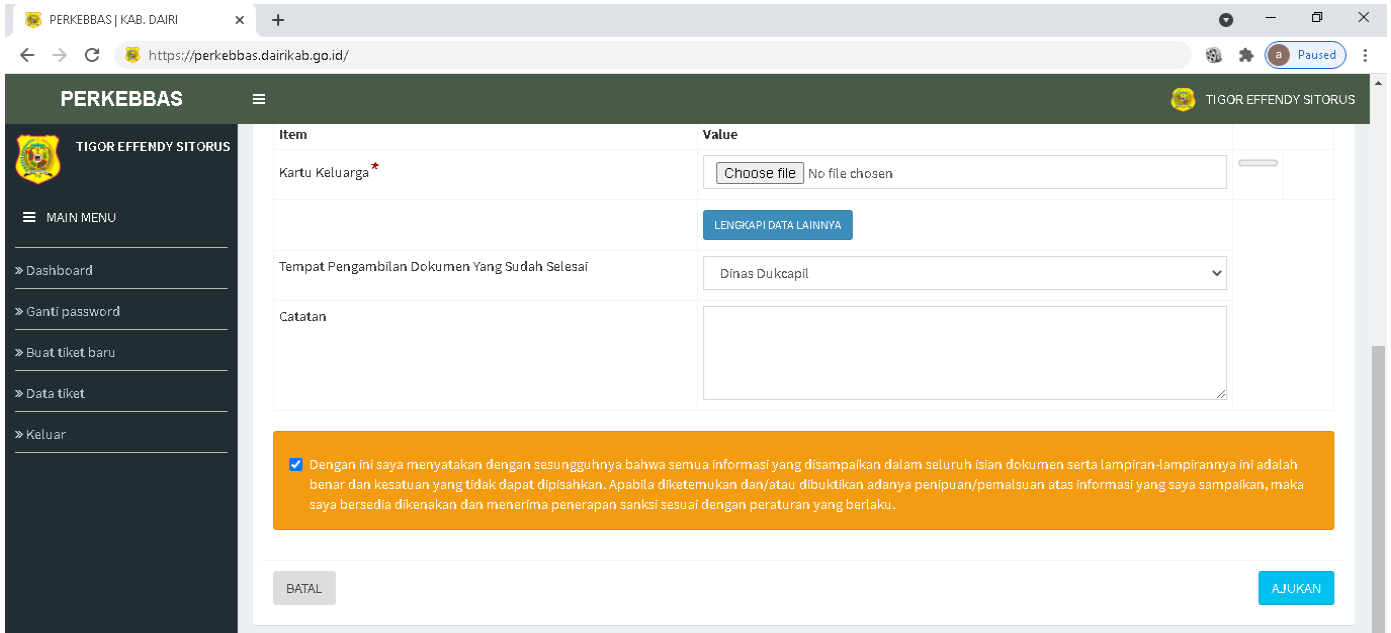 PERKEBBAS | KAB. DAIRI
https://perkebbas.dairikab.go.id/
a Paused
PERKEBBAS
TIGOR EFFENDY SITORUS
TIGOR EFFENDY SITORUS
MAIN MENU
» Dashboard
» Ganti password
» Buat tiket baru
» Data tiket
» Keluar
Item Value
Kartu Keluarga * Choose file No file chosen
LENGKAPI DATA LAINNYA
Tempat Pengambilan Dokumen Yang Sudah Selesai Dinas Dukcapil
Catatan
Dengan ini saya menyatakan dengan sesungguhnya bahwa semua informasi yang disampaikan dalam seluruh isian dokumen serta lampiran-lampirannya ini adalah
benar dan kesatuan yang tidak dapat dipisahkan. Apabila diketemukan dan/atau dibuktikan adanya penipuan/pemalsuan atas informasi yang saya sampaikan, maka
saya bersedia dikenakan dan menerima penerapan sanksi sesuai dengan peraturan yang berlaku.
BATAL AJUKAN